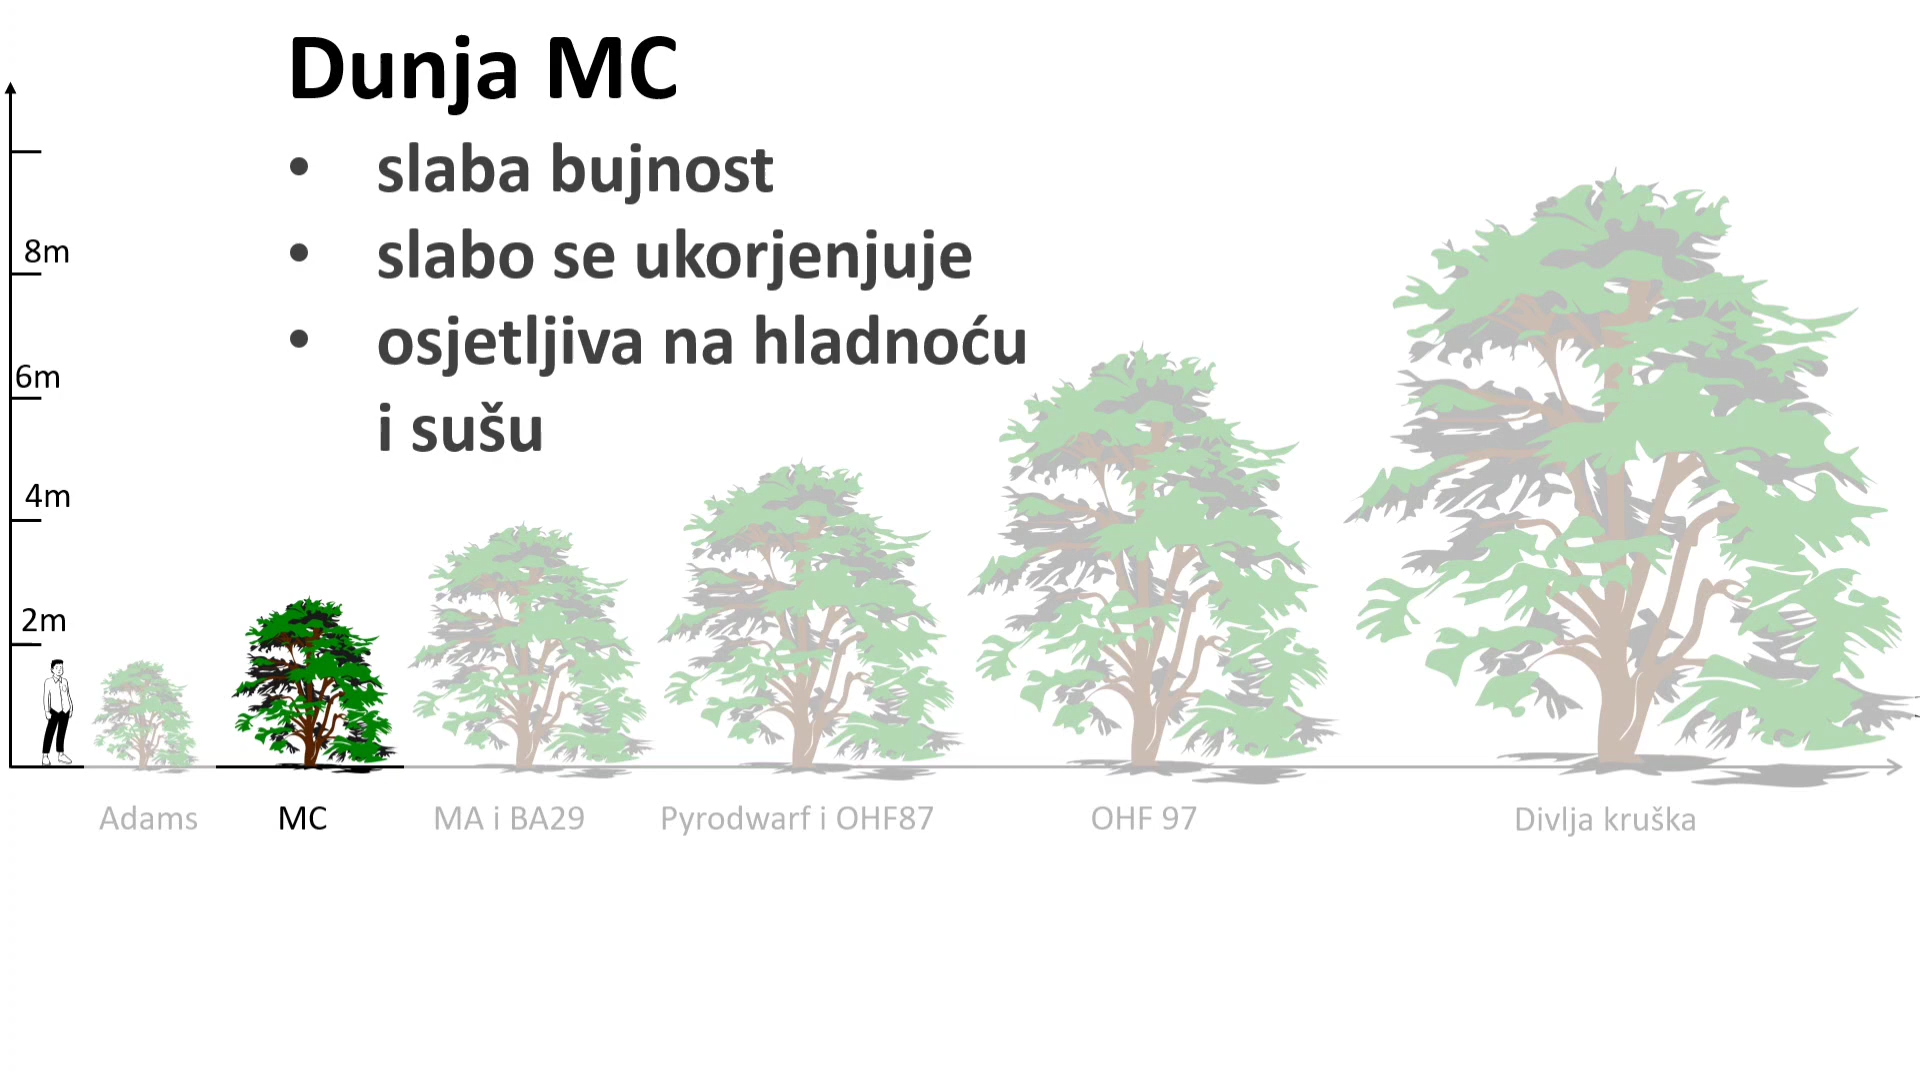 Dunja MC
• slaba bujnost
• slabo se ukorjenjuje
• osjetljiva na hladnoću
i sušu
8m
6m
4m
2m
Adams
MC
MA i BA29
Pyrodwarf i OHF87
OHF 97
Divlja kruška